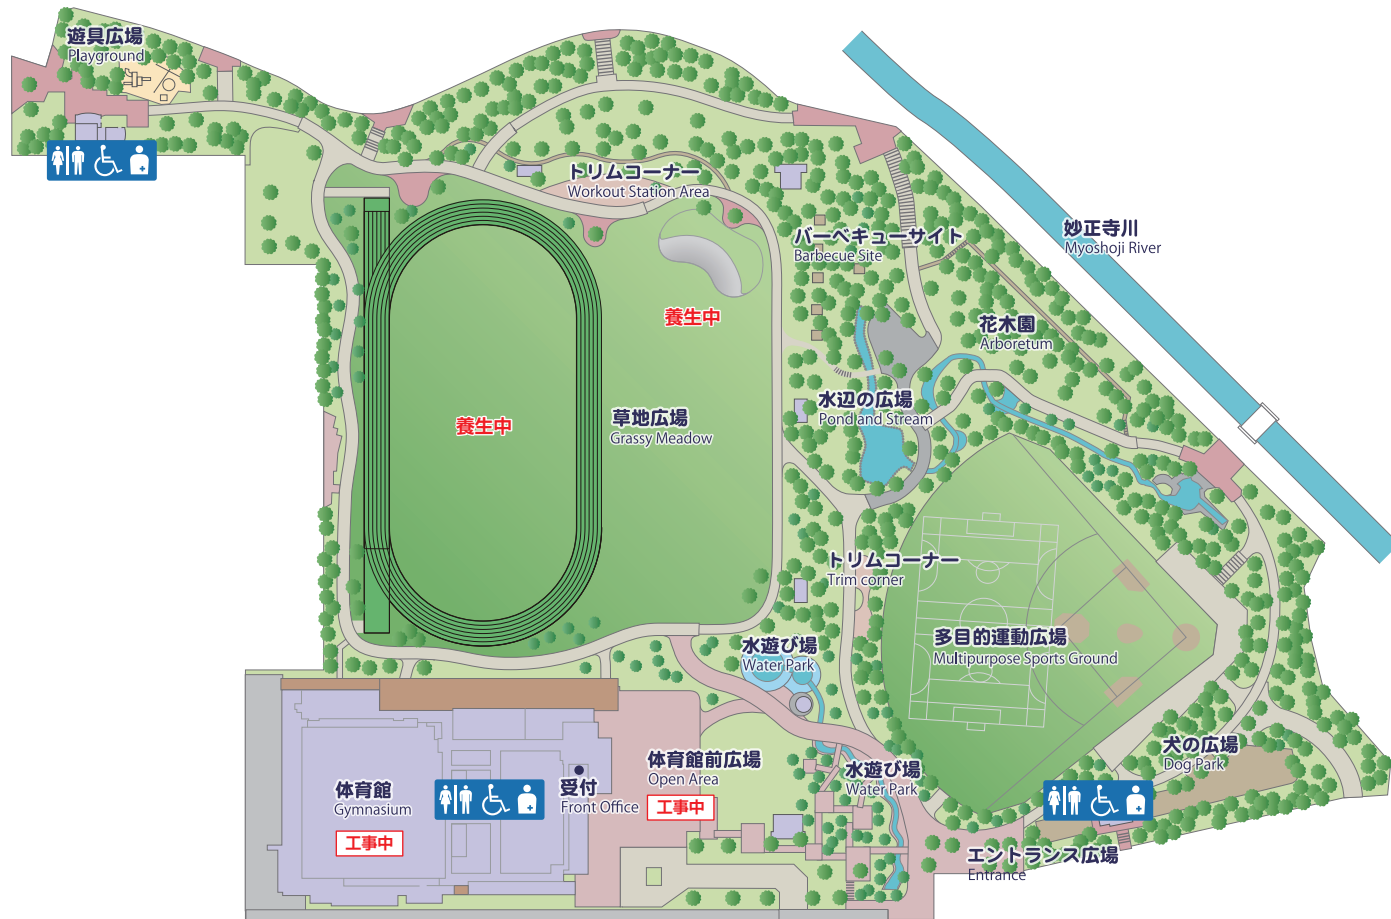 遊具広場
Playground
トリムコーナー
Workout Station Area
妙正寺川
Myoshoji River
バーベキューサイト
Barbecue Site
養生中
花木園
Arboretum
水辺の広場
Pond and Stream
養生中
草地広場
Grassy Meadow
トリムコーナー
Trim corner
水遊び場
Water Park
多目的運動広場
Multipurpose Sports Ground
犬の広場
Dog Park
体育館前広場
Open Area
工事中
水遊び場
Water Park
体育館
Gymnasium
工事中
受付
Front Office
エントランス広場
Entrance